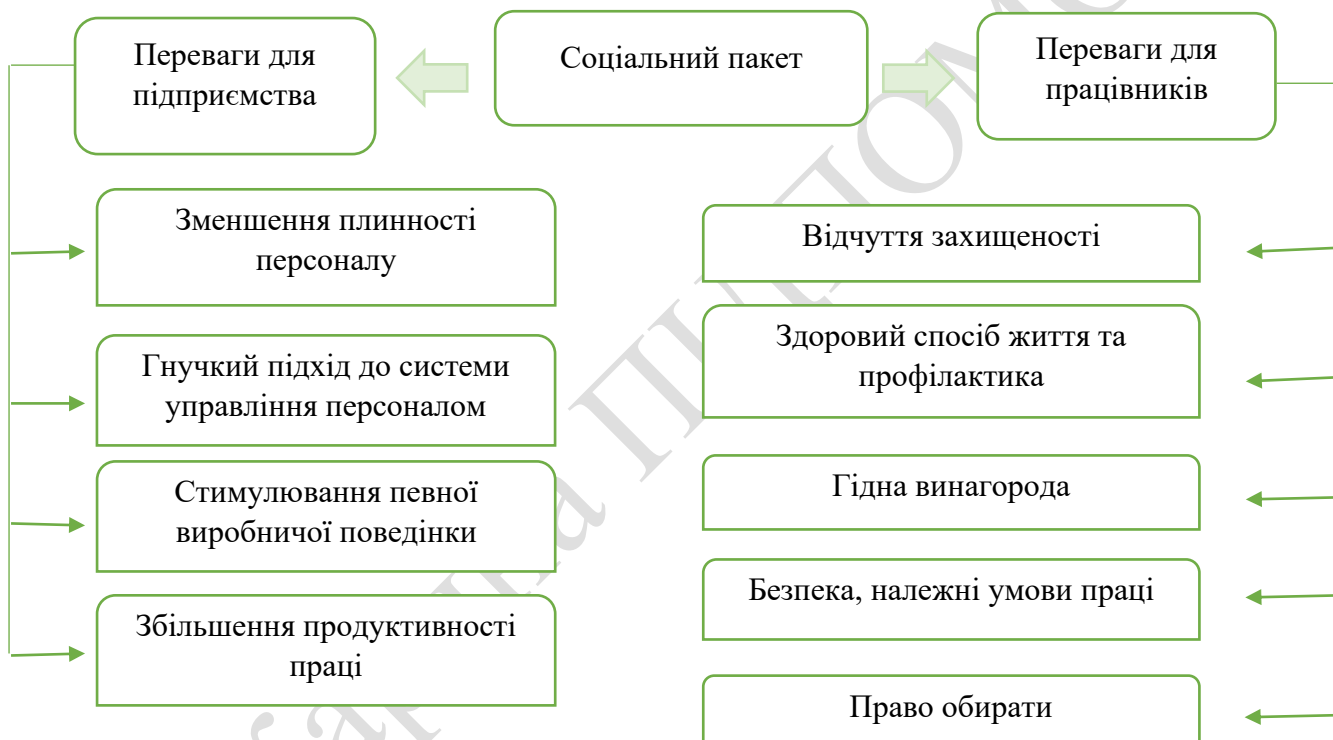 Переваги для
підприємства
Соціальний пакет
Переваги для
працівників
Зменшення плинності
персоналу
Гнучкий підхід до системи
управління персоналом
Стимулювання певної
виробничої поведінки
Збільшення продуктивності
праці
Відчуття захищеності
Здоровий спосіб життя та
профілактика
Гідна винагорода
Безпека, належні умови праці
Право обирати